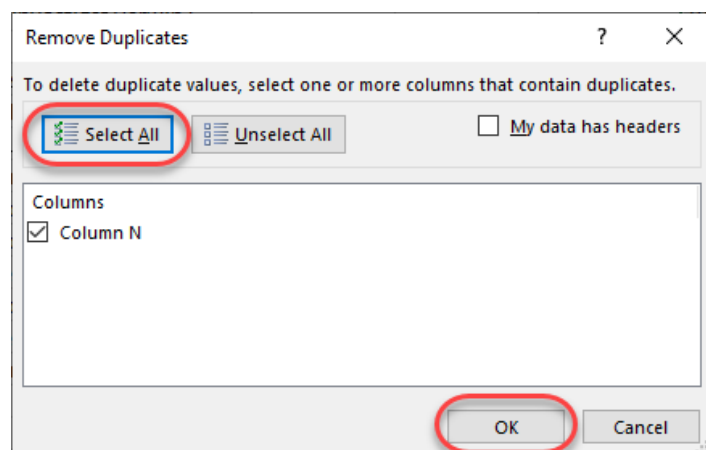 Remove Duplicates
To delete duplicate values, select one or more columns that contain duplicates.
Select All
Unselect All
My data has headers
Columns
Column N
OK
Cancel